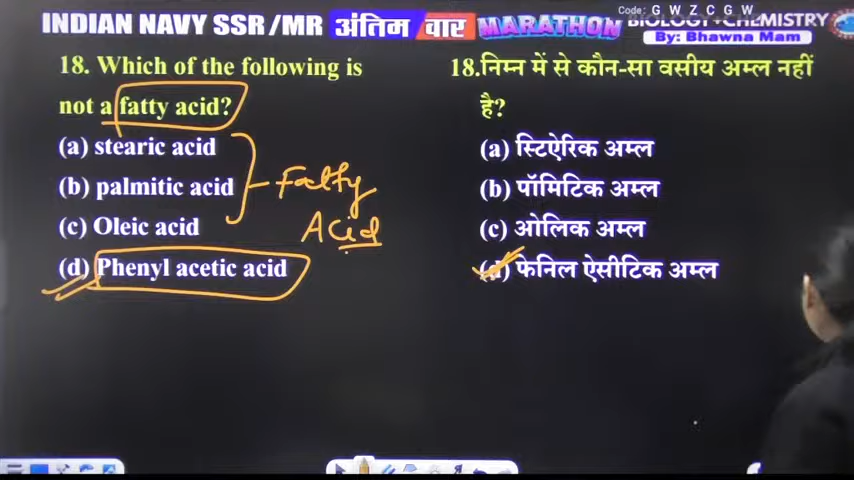 Code: G W Z C G W
INDIAN NAVY SSR/MR अंतिम वार MARATHON BIOLOGY+CHEMISTRY
By: Bhawna Mam
18. Which of the following is
not a fatty acid?
(a) stearic acid
(b) palmitic acid
(c) Oleic acid
(d) Phenyl acetic acid
Fatty
Acid
18.निम्न में से कौन-सा वसीय अम्ल नहीं
है?
(a) स्टिऐरिक अम्ल
(b) पॉमिटिक अम्ल
(c) ओलिक अम्ल
(d) फेनिल ऐसीटिक अम्ल